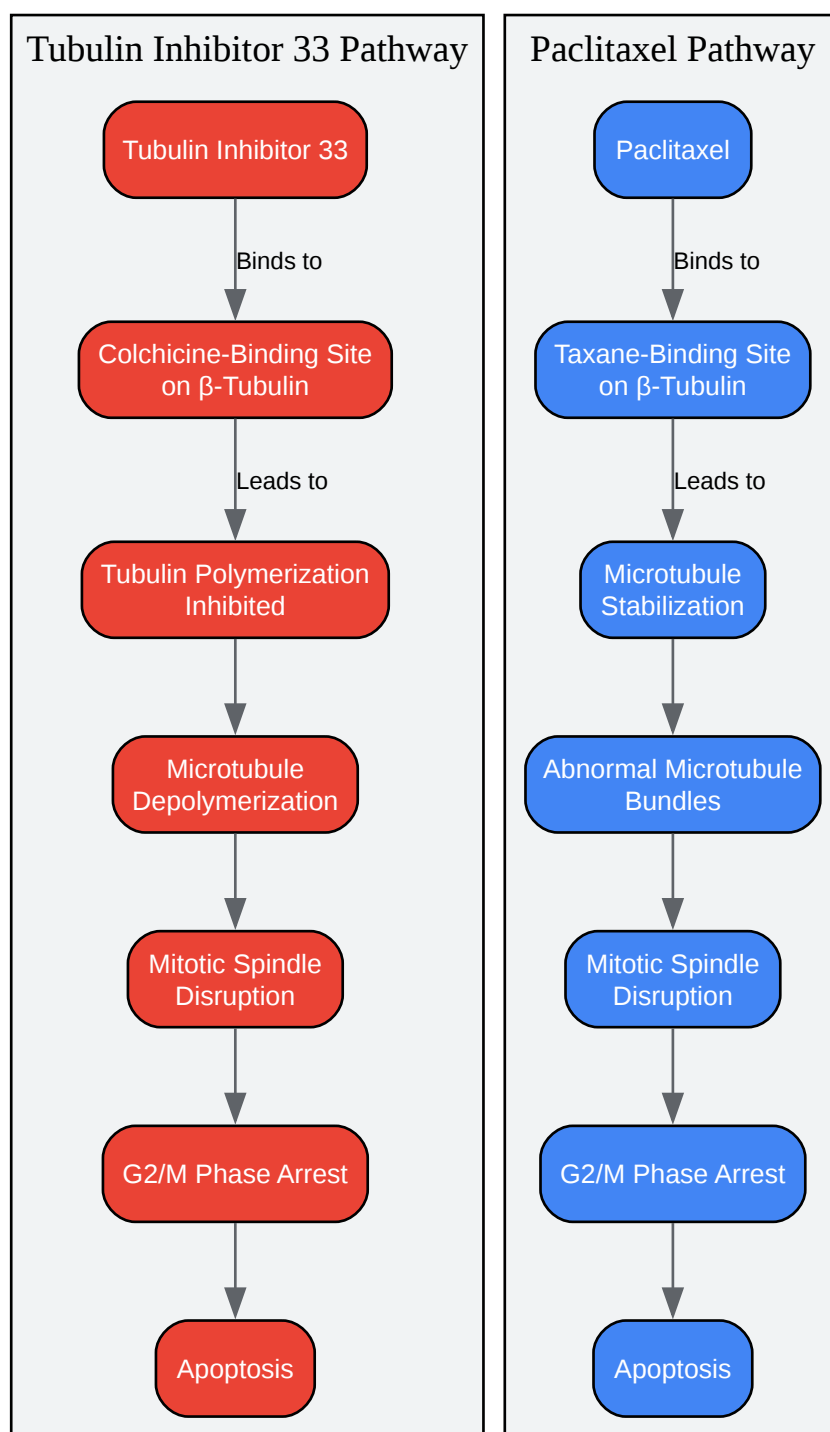 Tubulin Inhibitor 33 Pathway
Tubulin Inhibitor 33
Binds to
Colchicine-Binding Site
on β-Tubulin
Leads to
Tubulin Polymerization
Inhibited
Microtubule
Depolymerization
Mitotic Spindle
Disruption
G2/M Phase Arrest
Apoptosis
Paclitaxel Pathway
Paclitaxel
Binds to
Taxane-Binding Site
on β-Tubulin
Leads to
Microtubule
Stabilization
Abnormal Microtubule
Bundles
Mitotic Spindle
Disruption
G2/M Phase Arrest
Apoptosis